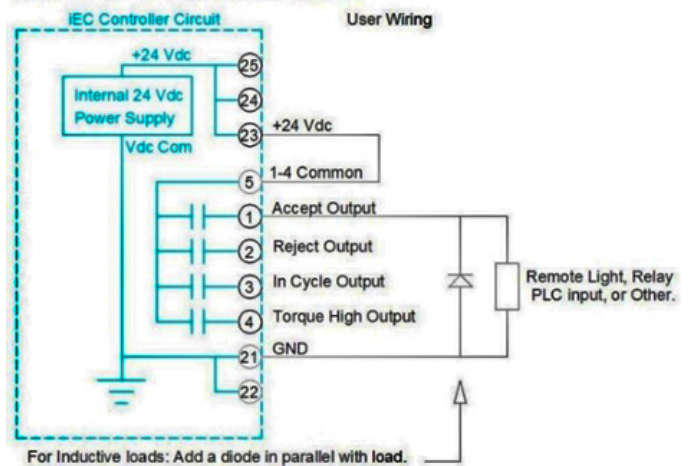 iEC Controller Circuit
User Wiring
+24 Vdc
25
Internal 24 Vdc
Power Supply
24
23
+24 Vdc
Vdc Com
5
1-4 Common
1
Accept Output
2
Reject Output
3
In Cycle Output
Remote Light, Relay
PLC input, or Other.
4
Torque High Output
21
GND
22
For Inductive loads: Add a diode in parallel with load.